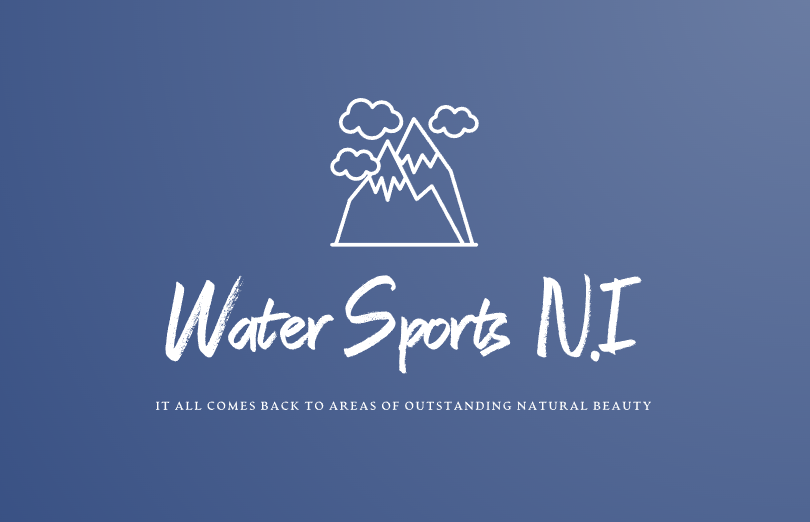 Water Sports N.I
IT ALL COMES BACK TO AREAS OF OUTSTANDING NATURAL BEAUTY